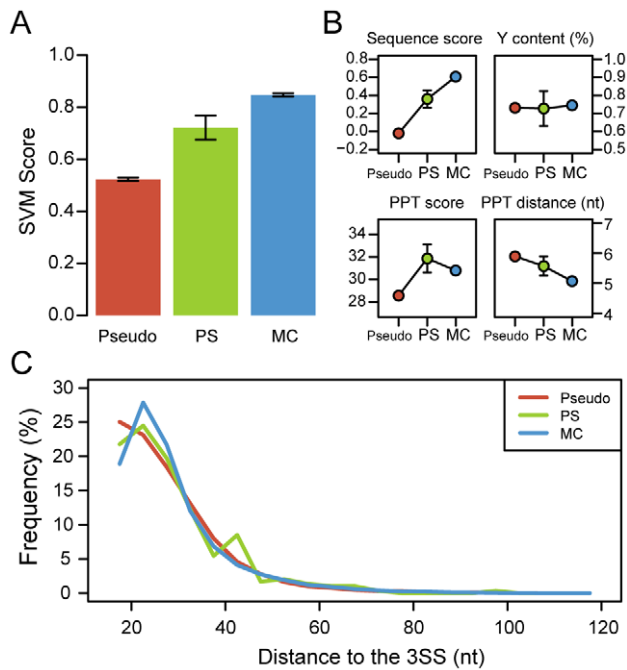 A
SVM Score
1.0
0.8
0.6
0.4
0.2
0.0
Pseudo PS MC
B
Sequence score
0.8
0.6
0.4
0.2
0.0
−0.2
Pseudo PS MC
Y content (%)
1.0
0.9
0.8
0.7
0.6
0.5
Pseudo PS MC
PPT score
34
32
30
28
Pseudo PS MC
PPT distance (nt)
7
6
5
4
Pseudo PS MC
C
Frequency (%)
30
25
20
15
10
5
0
Pseudo
PS
MC
20 40 60 80 100 120
Distance to the 3SS (nt)